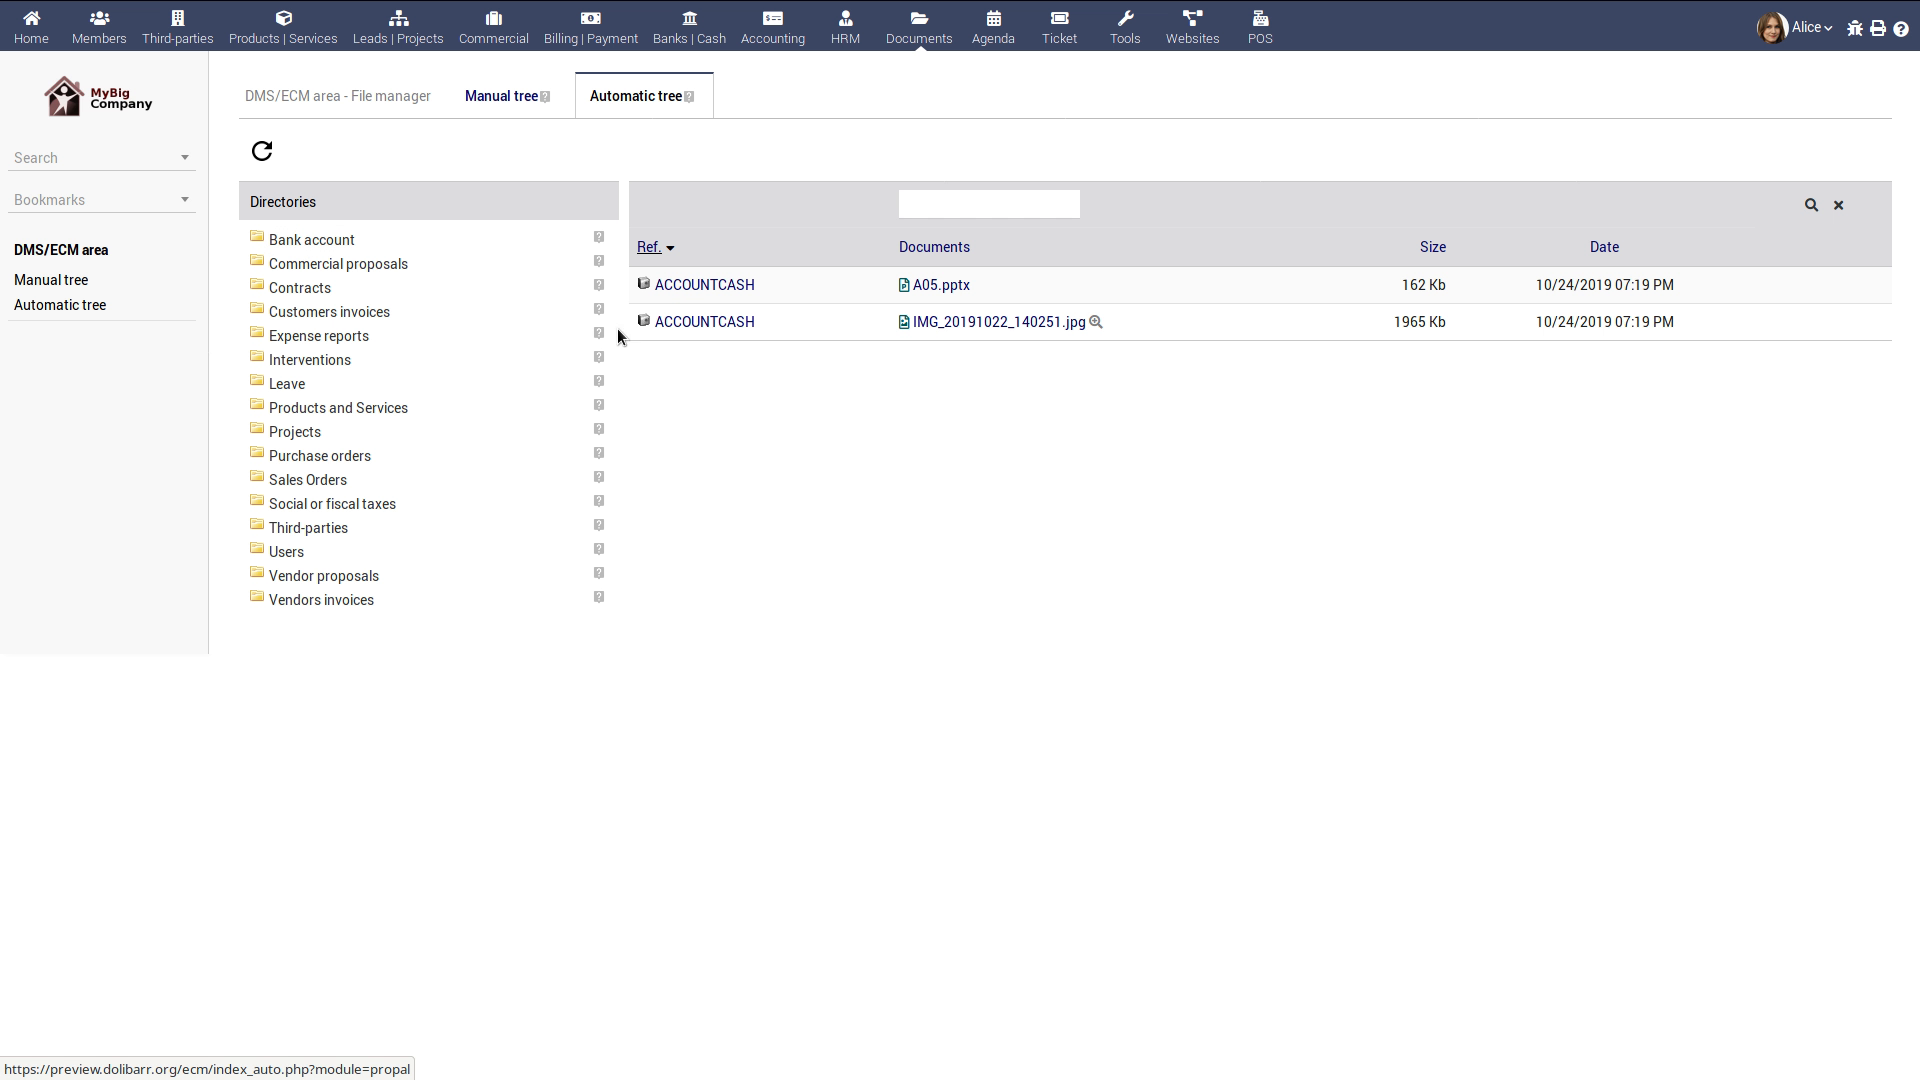 Home Members Third-parties Products | Services Leads | Projects Commercial Billing | Payment Banks | Cash Accounting HRM Documents Agenda Ticket Tools Websites POS Alice
MyBig
Company
Search
Bookmarks
DMS/ECM area
Manual tree
Automatic tree
DMS/ECM area - File manager Manual tree Automatic tree
Directories
Bank account
Commercial proposals
Contracts
Customers invoices
Expense reports
Interventions
Leave
Products and Services
Projects
Purchase orders
Sales Orders
Social or fiscal taxes
Third-parties
Users
Vendor proposals
Vendors invoices
Ref. Documents Size Date
ACCOUNTCASH A05.pptx 162 Kb 10/24/2019 07:19 PM
ACCOUNTCASH IMG_20191022_140251.jpg 1965 Kb 10/24/2019 07:19 PM
https://preview.dolibarr.org/ecm/index_auto.php?module=propal